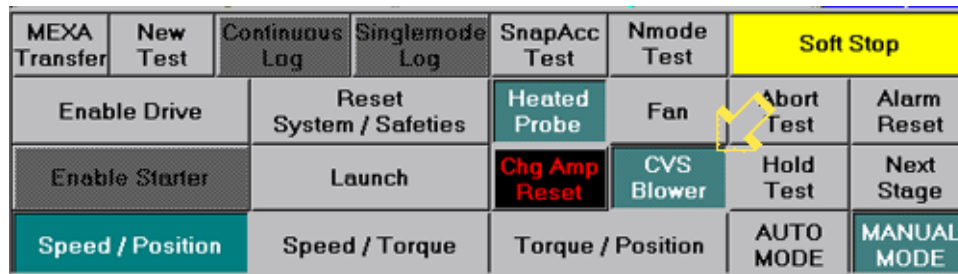 MEXA Transfer
New Test
Continuous Log
Singlemode Log
SnapAcc Test
Nmode Test
Soft Stop
Enable Drive
Reset System / Safeties
Heated Probe
Fan
Abort Test
Alarm Reset
Enable Starter
Launch
Chg Amp Reset
CVS Blower
Hold Test
Next Stage
Speed / Position
Speed / Torque
Torque / Position
AUTO MODE
MANUAL MODE